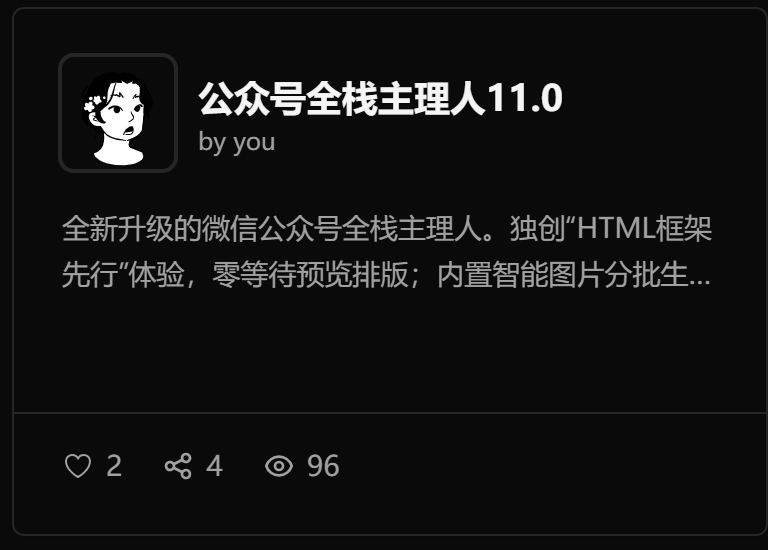 公众号全栈主理人11.0
by you
全新升级的微信公众号全栈主理人。独创“HTML框架
先行”体验，零等待预览排版；内置智能图片分批生...
2 4 96